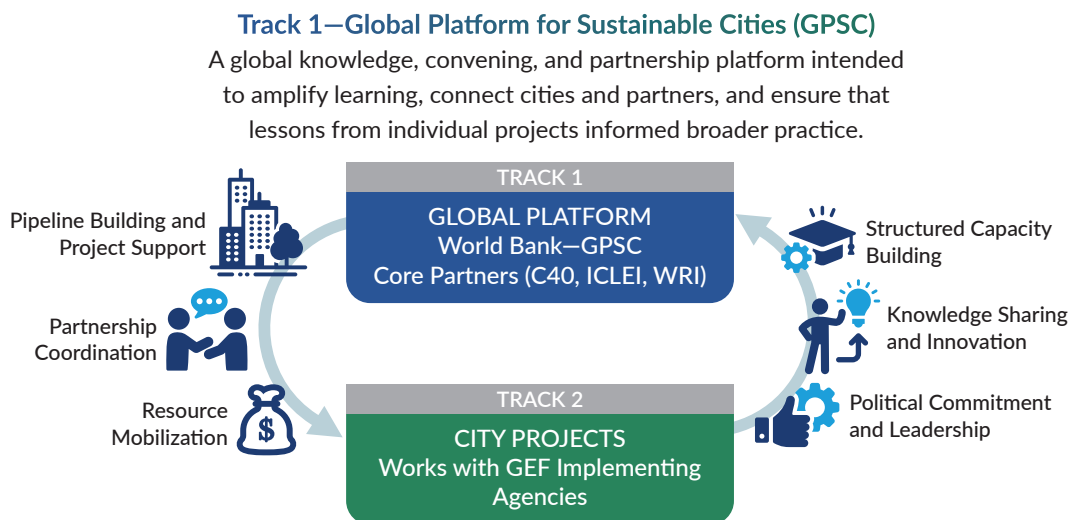 Track 1—Global Platform for Sustainable Cities (GPSC)
A global knowledge, convening, and partnership platform intended
to amplify learning, connect cities and partners, and ensure that
lessons from individual projects informed broader practice.
TRACK 1
GLOBAL PLATFORM
World Bank—GPSC
Core Partners (C40, ICLEI, WRI)
Pipeline Building and
Project Support
Partnership
Coordination
Resource
Mobilization
$
Structured Capacity
Building
Knowledge Sharing
and Innovation
Political Commitment
and Leadership
TRACK 2
CITY PROJECTS
Works with GEF Implementing
Agencies